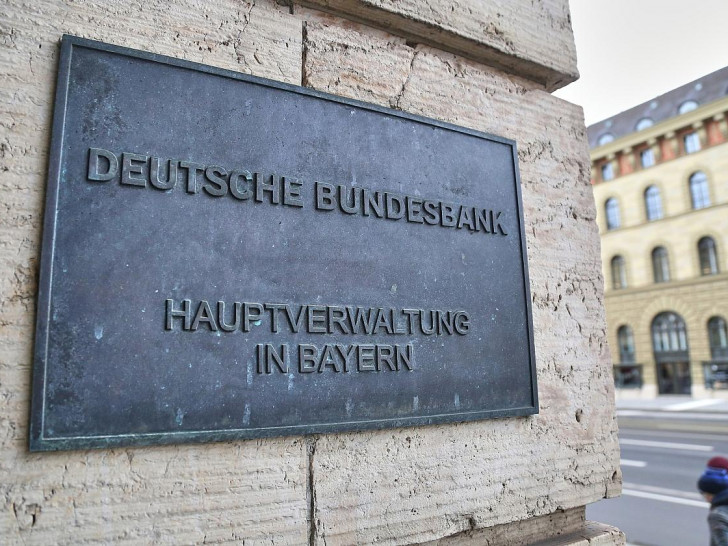 DEUTSCHE BUNDESBANK
HAUPTVERWALTUNG
IN BAYERN